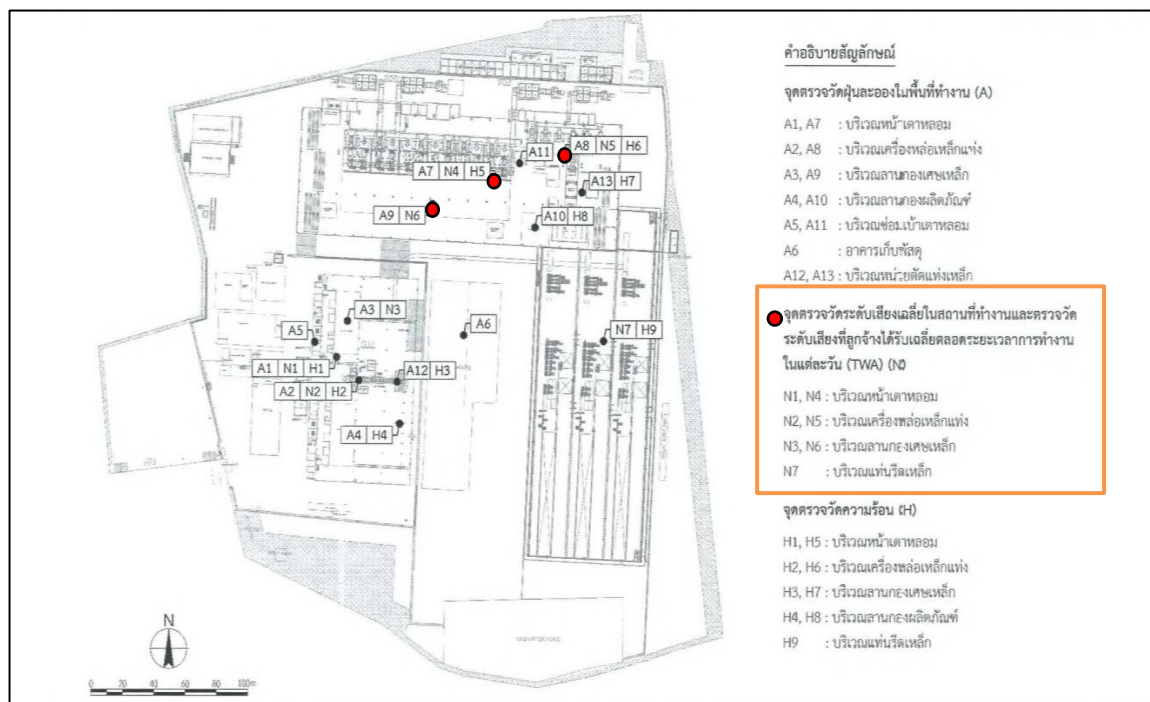 A8 N5 H6
A11
A7 N4 H5
A13 H7
A9 N6
A10 H8
A3 N3
A5
A6
N7 H9
A1 N1 H1
A12 H3
A2 N2 H2
A4 H4
N
0 20 40 60 80 100m
คำอธิบายสัญลักษณ์
จุดตรวจวัดฝุ่นละอองในพื้นที่ทำงาน (A)
A1, A7 : บริเวณหน้าเตาหลอม
A2, A8 : บริเวณเครื่องหล่อเหล็กแท่ง
A3, A9 : บริเวณลานกองเศษเหล็ก
A4, A10 : บริเวณลานกองผลิตภัณฑ์
A5, A11 : บริเวณซ่อมเบ้าเตาหลอม
A6 : อาคารเก็บพัสดุ
A12, A13 : บริเวณหน่วยตัดแท่งเหล็ก
จุดตรวจวัดระดับเสียงเฉลี่ยในสถานที่ทำงานและตรวจวัด
ระดับเสียงที่ลูกจ้างได้รับเฉลี่ยตลอดระยะเวลาการทำงาน
ในแต่ละวัน (TWA) (N)
N1, N4 : บริเวณหน้าเตาหลอม
N2, N5 : บริเวณเครื่องหล่อเหล็กแท่ง
N3, N6 : บริเวณลานกองเศษเหล็ก
N7 : บริเวณแท่นรีดเหล็ก
จุดตรวจวัดความร้อน (H)
H1, H5 : บริเวณหน้าเตาหลอม
H2, H6 : บริเวณเครื่องหล่อเหล็กแท่ง
H3, H7 : บริเวณลานกองเศษเหล็ก
H4, H8 : บริเวณลานกองผลิตภัณฑ์
H9 : บริเวณแท่นรีดเหล็ก